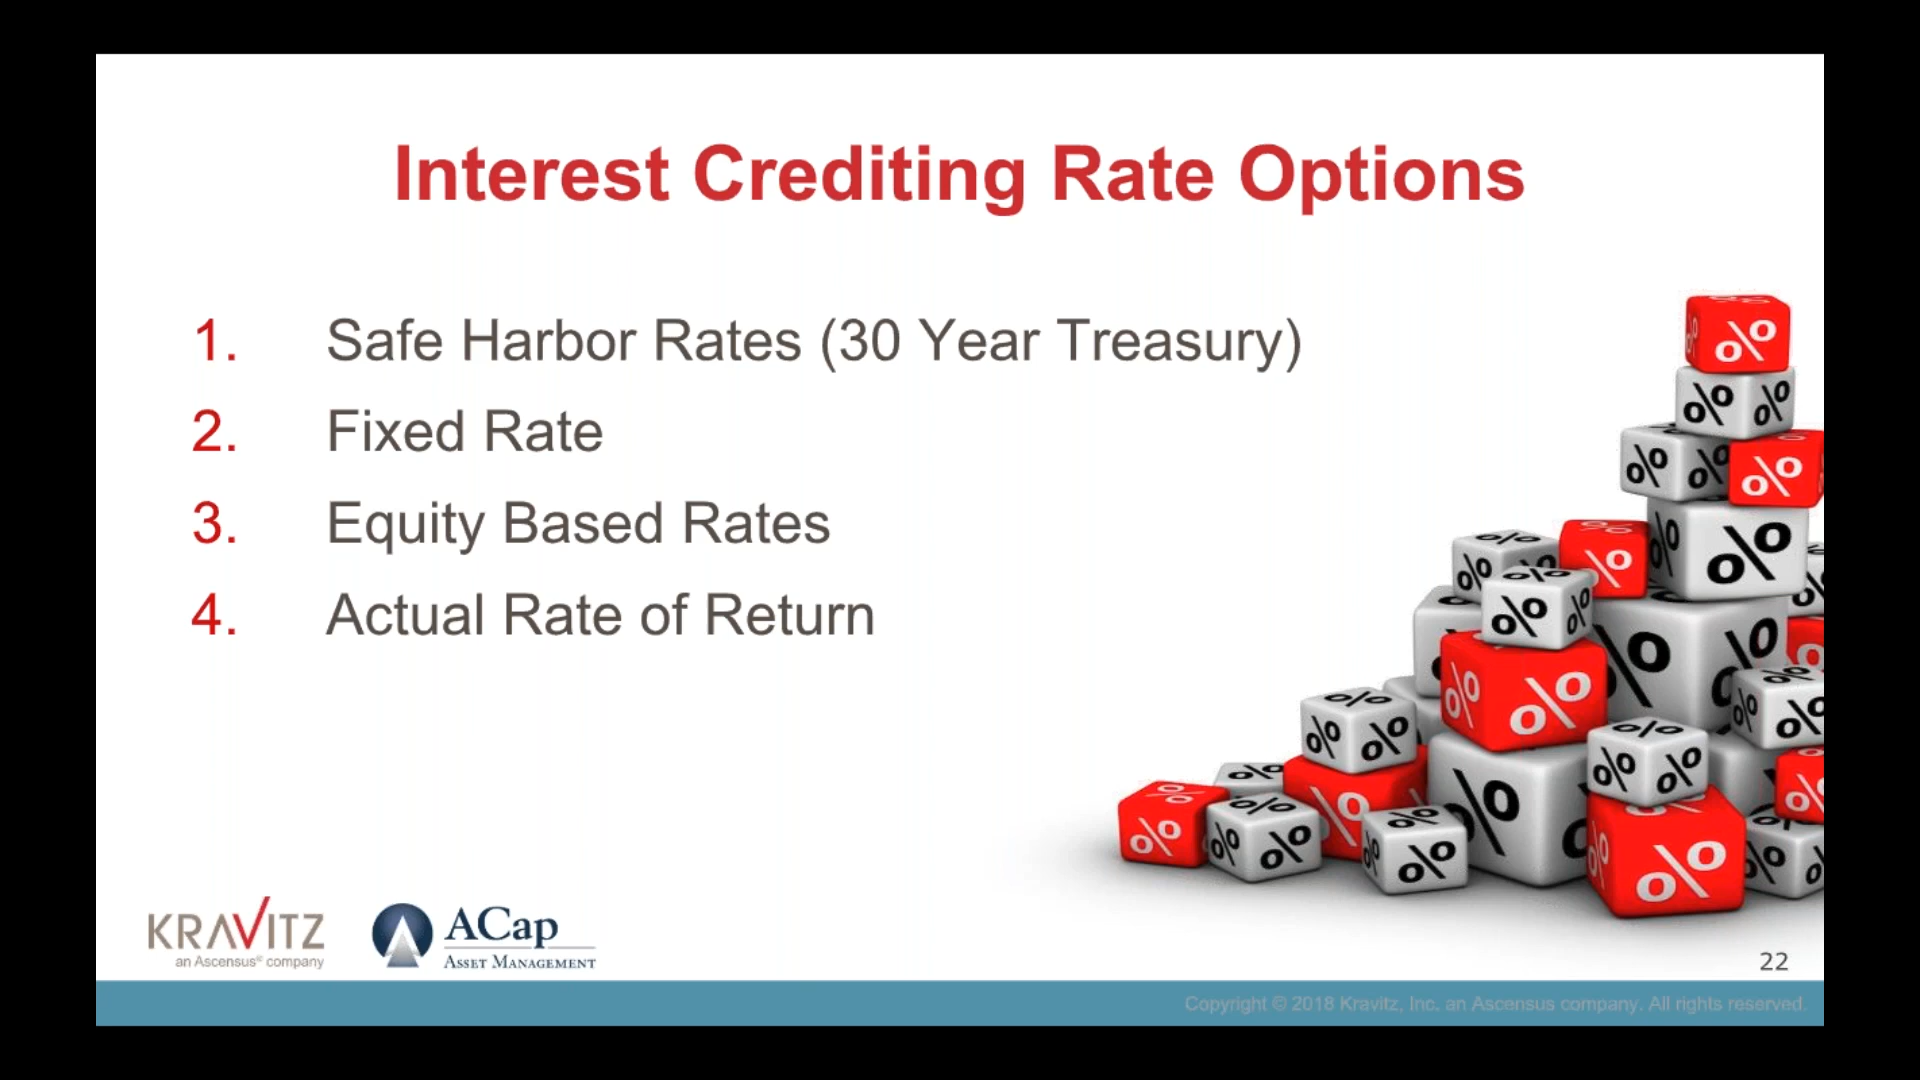 Interest Crediting Rate Options
1. Safe Harbor Rates (30 Year Treasury)
2. Fixed Rate
3. Equity Based Rates
4. Actual Rate of Return
KRAVITZ
an Ascensus® company
ACap
ASSET MANAGEMENT
22
Copyright © 2018 Kravitz, Inc. an Ascensus company. All rights reserved.